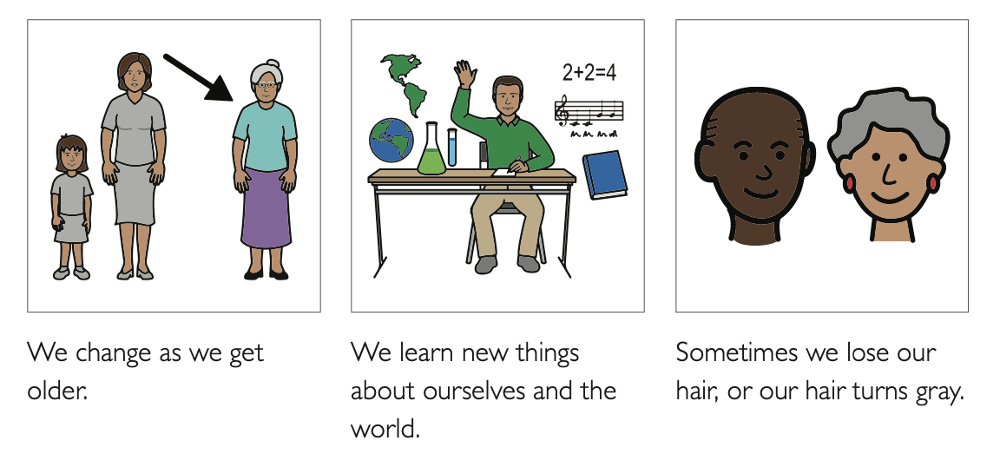 2+2=4
We change as we get
older.
We learn new things
about ourselves and the
world.
Sometimes we lose our
hair, or our hair turns gray.